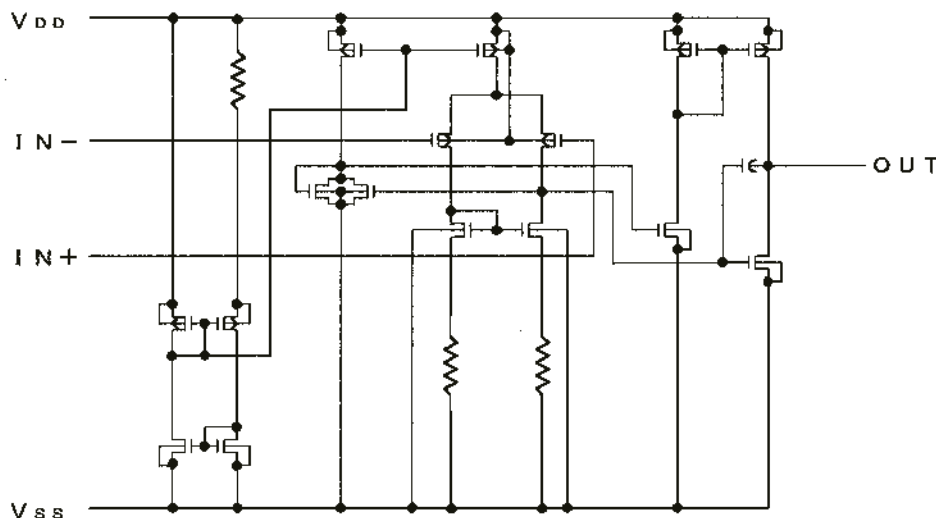 VDD
IN-
OUT
IN+
VSS